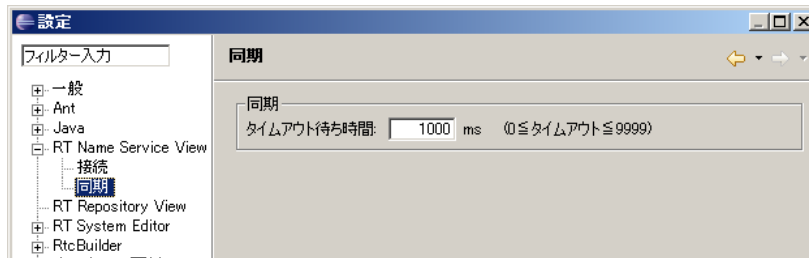 設定
フィルター入力
同期
一般
Ant
Java
RT Name Service View
接続
同期
RT Repository View
RT System Editor
RtcBuilder
同期
タイムアウト待ち時間: 1000 ms (0≦タイムアウト≦9999)